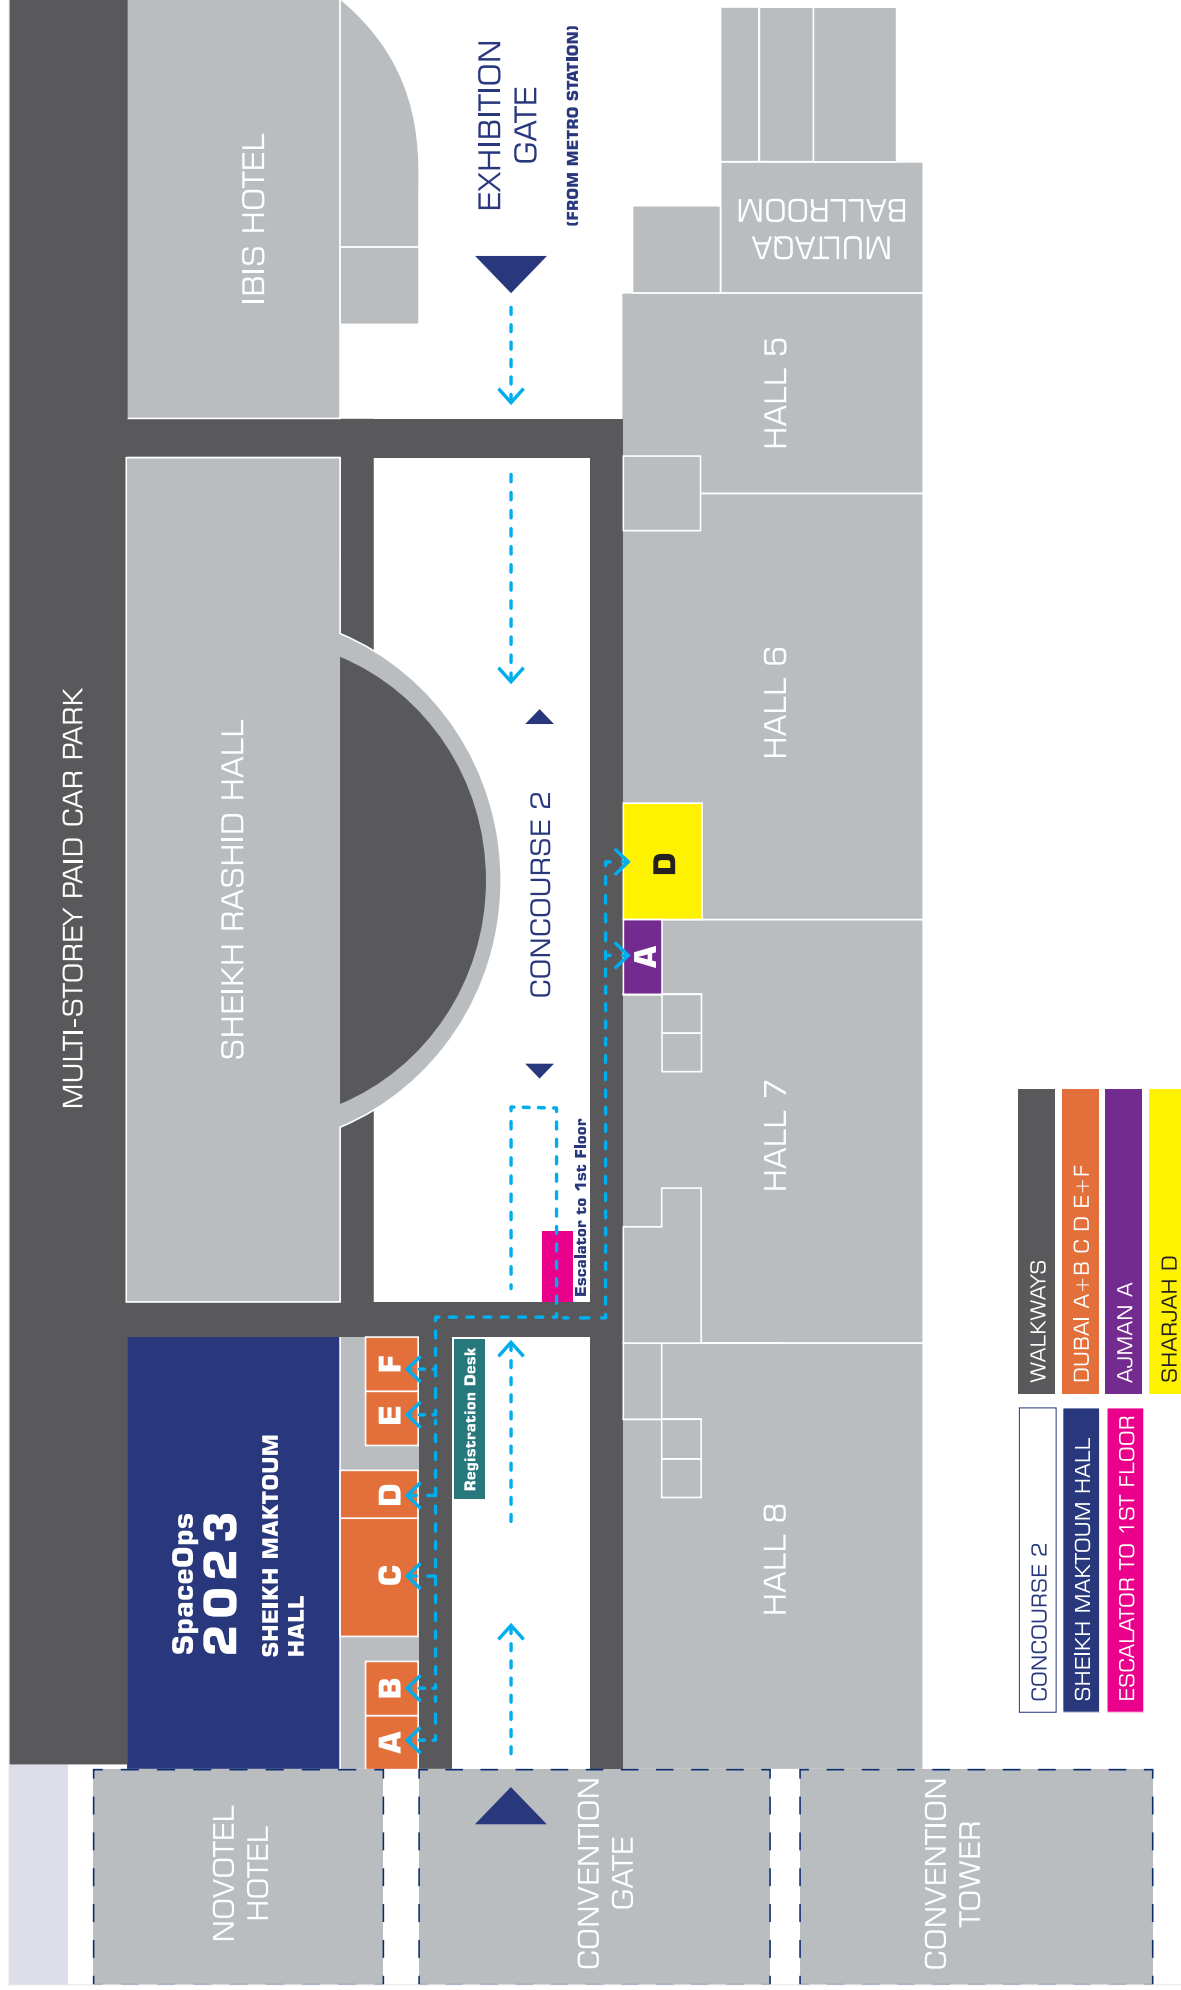 MULTI-STOREY PAID CAR PARK
NOVOTEL
HOTEL
SpaceOps
2023
SHEIKH MAKTOUM
HALL
SHEIKH RASHID HALL
IBIS HOTEL
A
B
C
D
E
F
Registration Desk
CONVENTION
GATE
CONCOURSE 2
Escalator to 1st Floor
EXHIBITION
GATE
(FROM METRO STATION)
A
D
HALL 8
HALL 7
HALL 6
HALL 5
MULTAQA
BALLROOM
CONVENTION
TOWER
CONCOURSE 2
SHEIKH MAKTOUM HALL
ESCALATOR TO 1ST FLOOR
WALKWAYS
DUBAI A+B C D E+F
AJMAN A
SHARJAH D